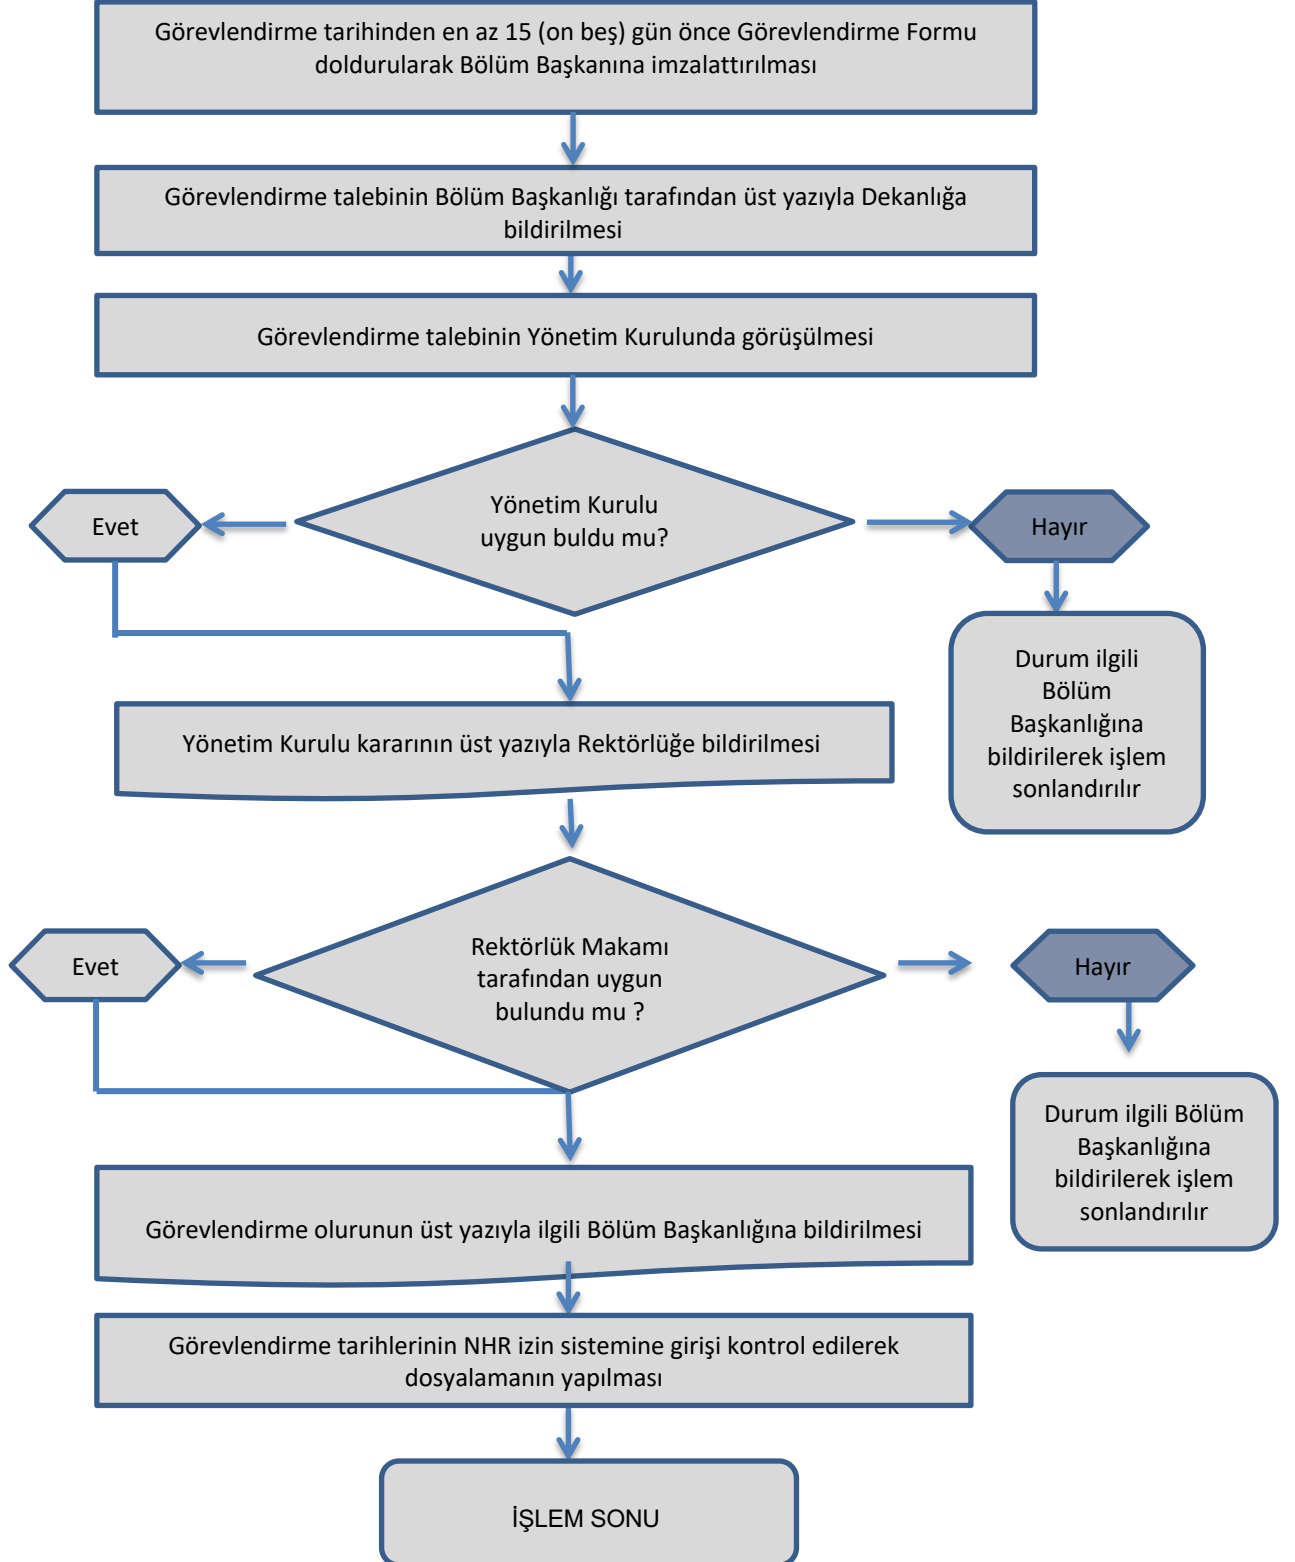 Görevlendirme tarihinden en az 15 (on beş) gün önce Görevlendirme Formu
doldurularak Bölüm Başkanına imzalattırılması
Görevlendirme talebinin Bölüm Başkanlığı tarafından üst yazıyla Dekanlığa
bildirilmesi
Görevlendirme talebinin Yönetim Kurulunda görüşülmesi
Yönetim Kurulu
uygun buldu mu?
Evet
Hayır
Durum ilgili
Bölüm
Başkanlığına
bildirilerek işlem
sonlandırılır
Yönetim Kurulu kararının üst yazıyla Rektörlüğe bildirilmesi
Rektörlük Makamı
tarafından uygun
bulundu mu ?
Evet
Hayır
Durum ilgili Bölüm
Başkanlığına
bildirilerek işlem
sonlandırılır
Görevlendirme olurunun üst yazıyla ilgili Bölüm Başkanlığına bildirilmesi
Görevlendirme tarihlerinin NHR izin sistemine girişi kontrol edilerek
dosyalamanın yapılması
İŞLEM SONU